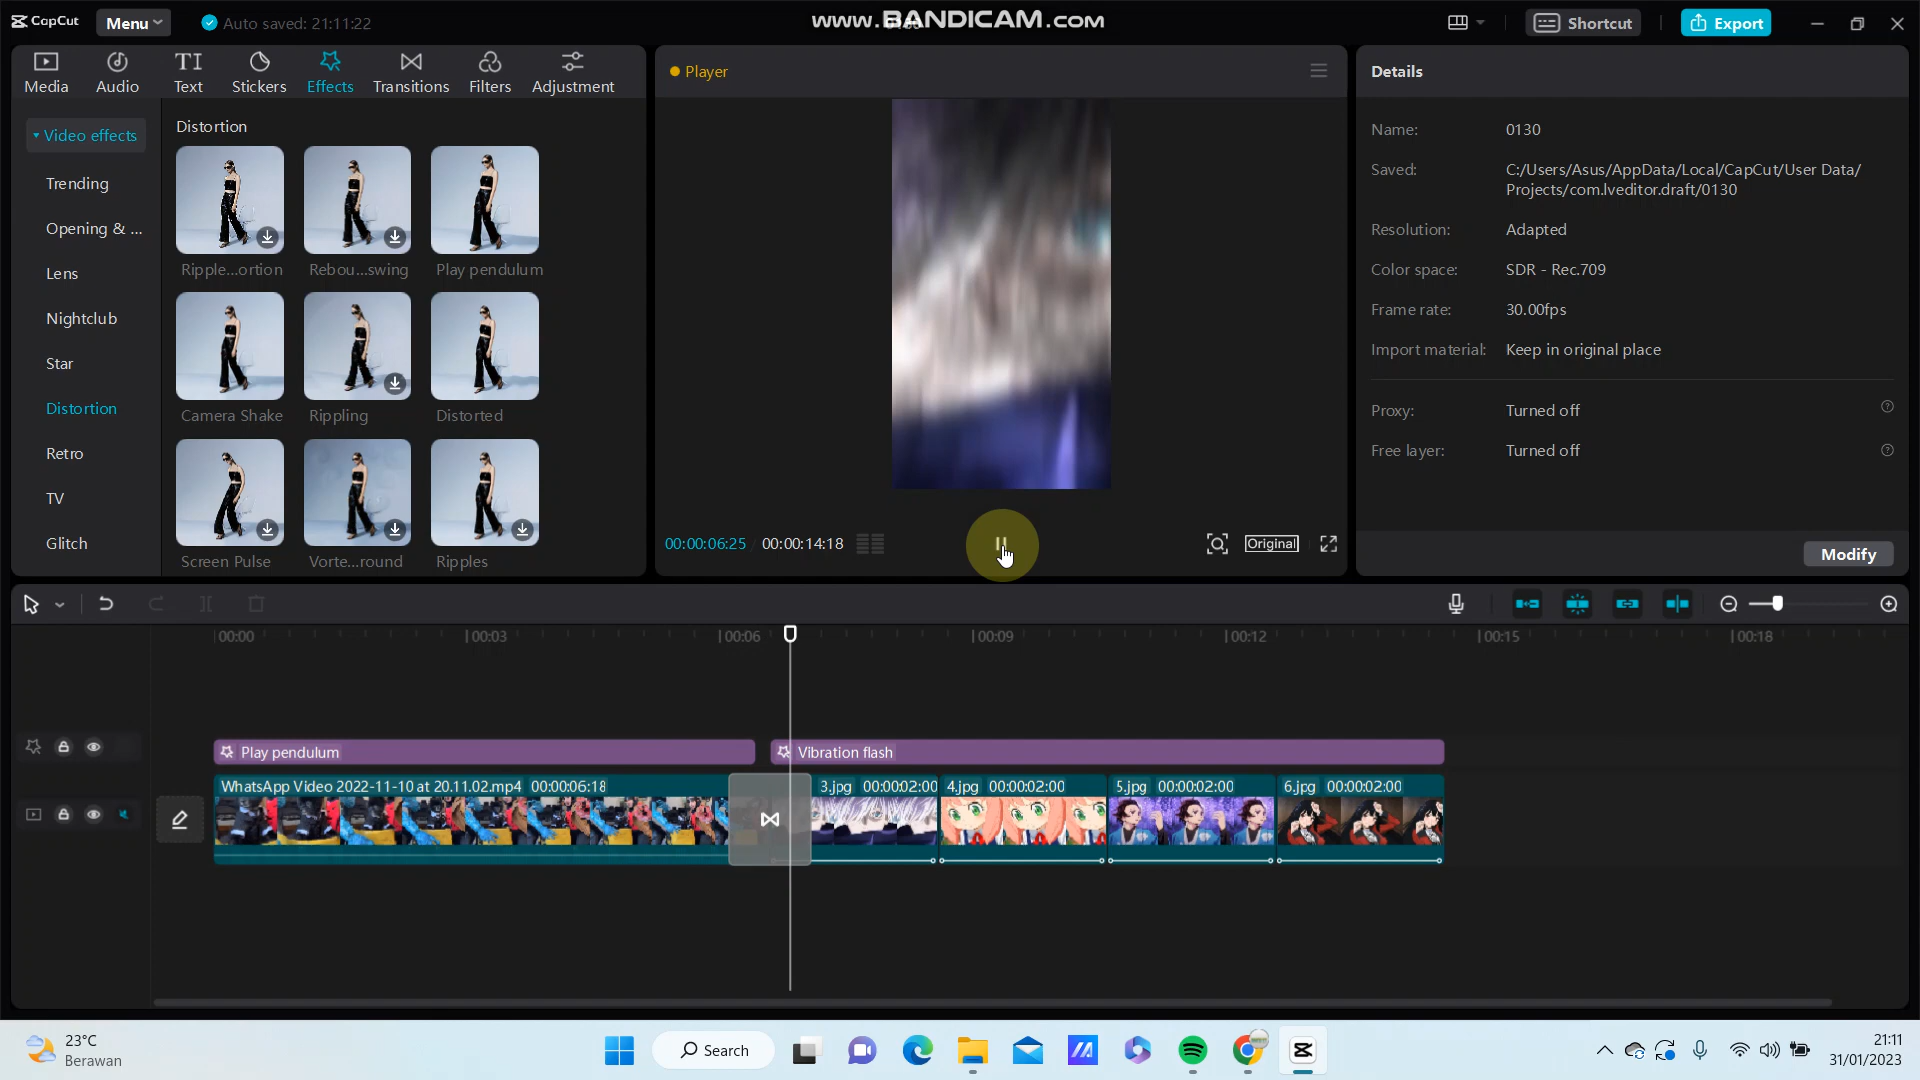 CapCut
Menu
Auto saved: 21:11:22
www.BANDICAM.COM
Shortcut
Export
Media
Audio
Text
Stickers
Effects
Transitions
Filters
Adjustment
Player
Details
Video effects
Trending
Opening & ...
Lens
Nightclub
Star
Distortion
Retro
TV
Glitch
Distortion
Ripple...ortion
Rebou...swing
Play pendulum
Camera Shake
Rippling
Distorted
Screen Pulse
Vorte...round
Ripples
00:00:06:25
00:00:14:18
Original
Name: 0130
Saved: C:/Users/Asus/AppData/Local/CapCut/User Data/
Projects/com.lveditor.draft/0130
Resolution: Adapted
Color space: SDR - Rec.709
Frame rate: 30.00fps
Import material: Keep in original place
Proxy: Turned off
Free layer: Turned off
Modify
00:00
00:03
00:06
00:09
00:12
00:15
00:18
Play pendulum
Vibration flash
WhatsApp Video 2022-11-10 at 20.11.02.mp4 00:00:06:18
3.jpg 00:00:02:00
4.jpg 00:00:02:00
5.jpg 00:00:02:00
6.jpg 00:00:02:00
23°C
Berawan
Search
21:11
31/01/2023